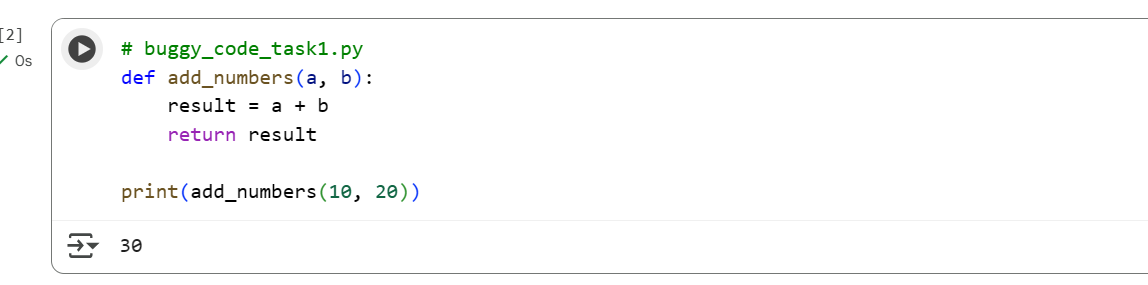 [2]
# buggy_code_task1.py
0s
def add_numbers(a, b):
    result = a + b
    return result
print(add_numbers(10, 20))
30